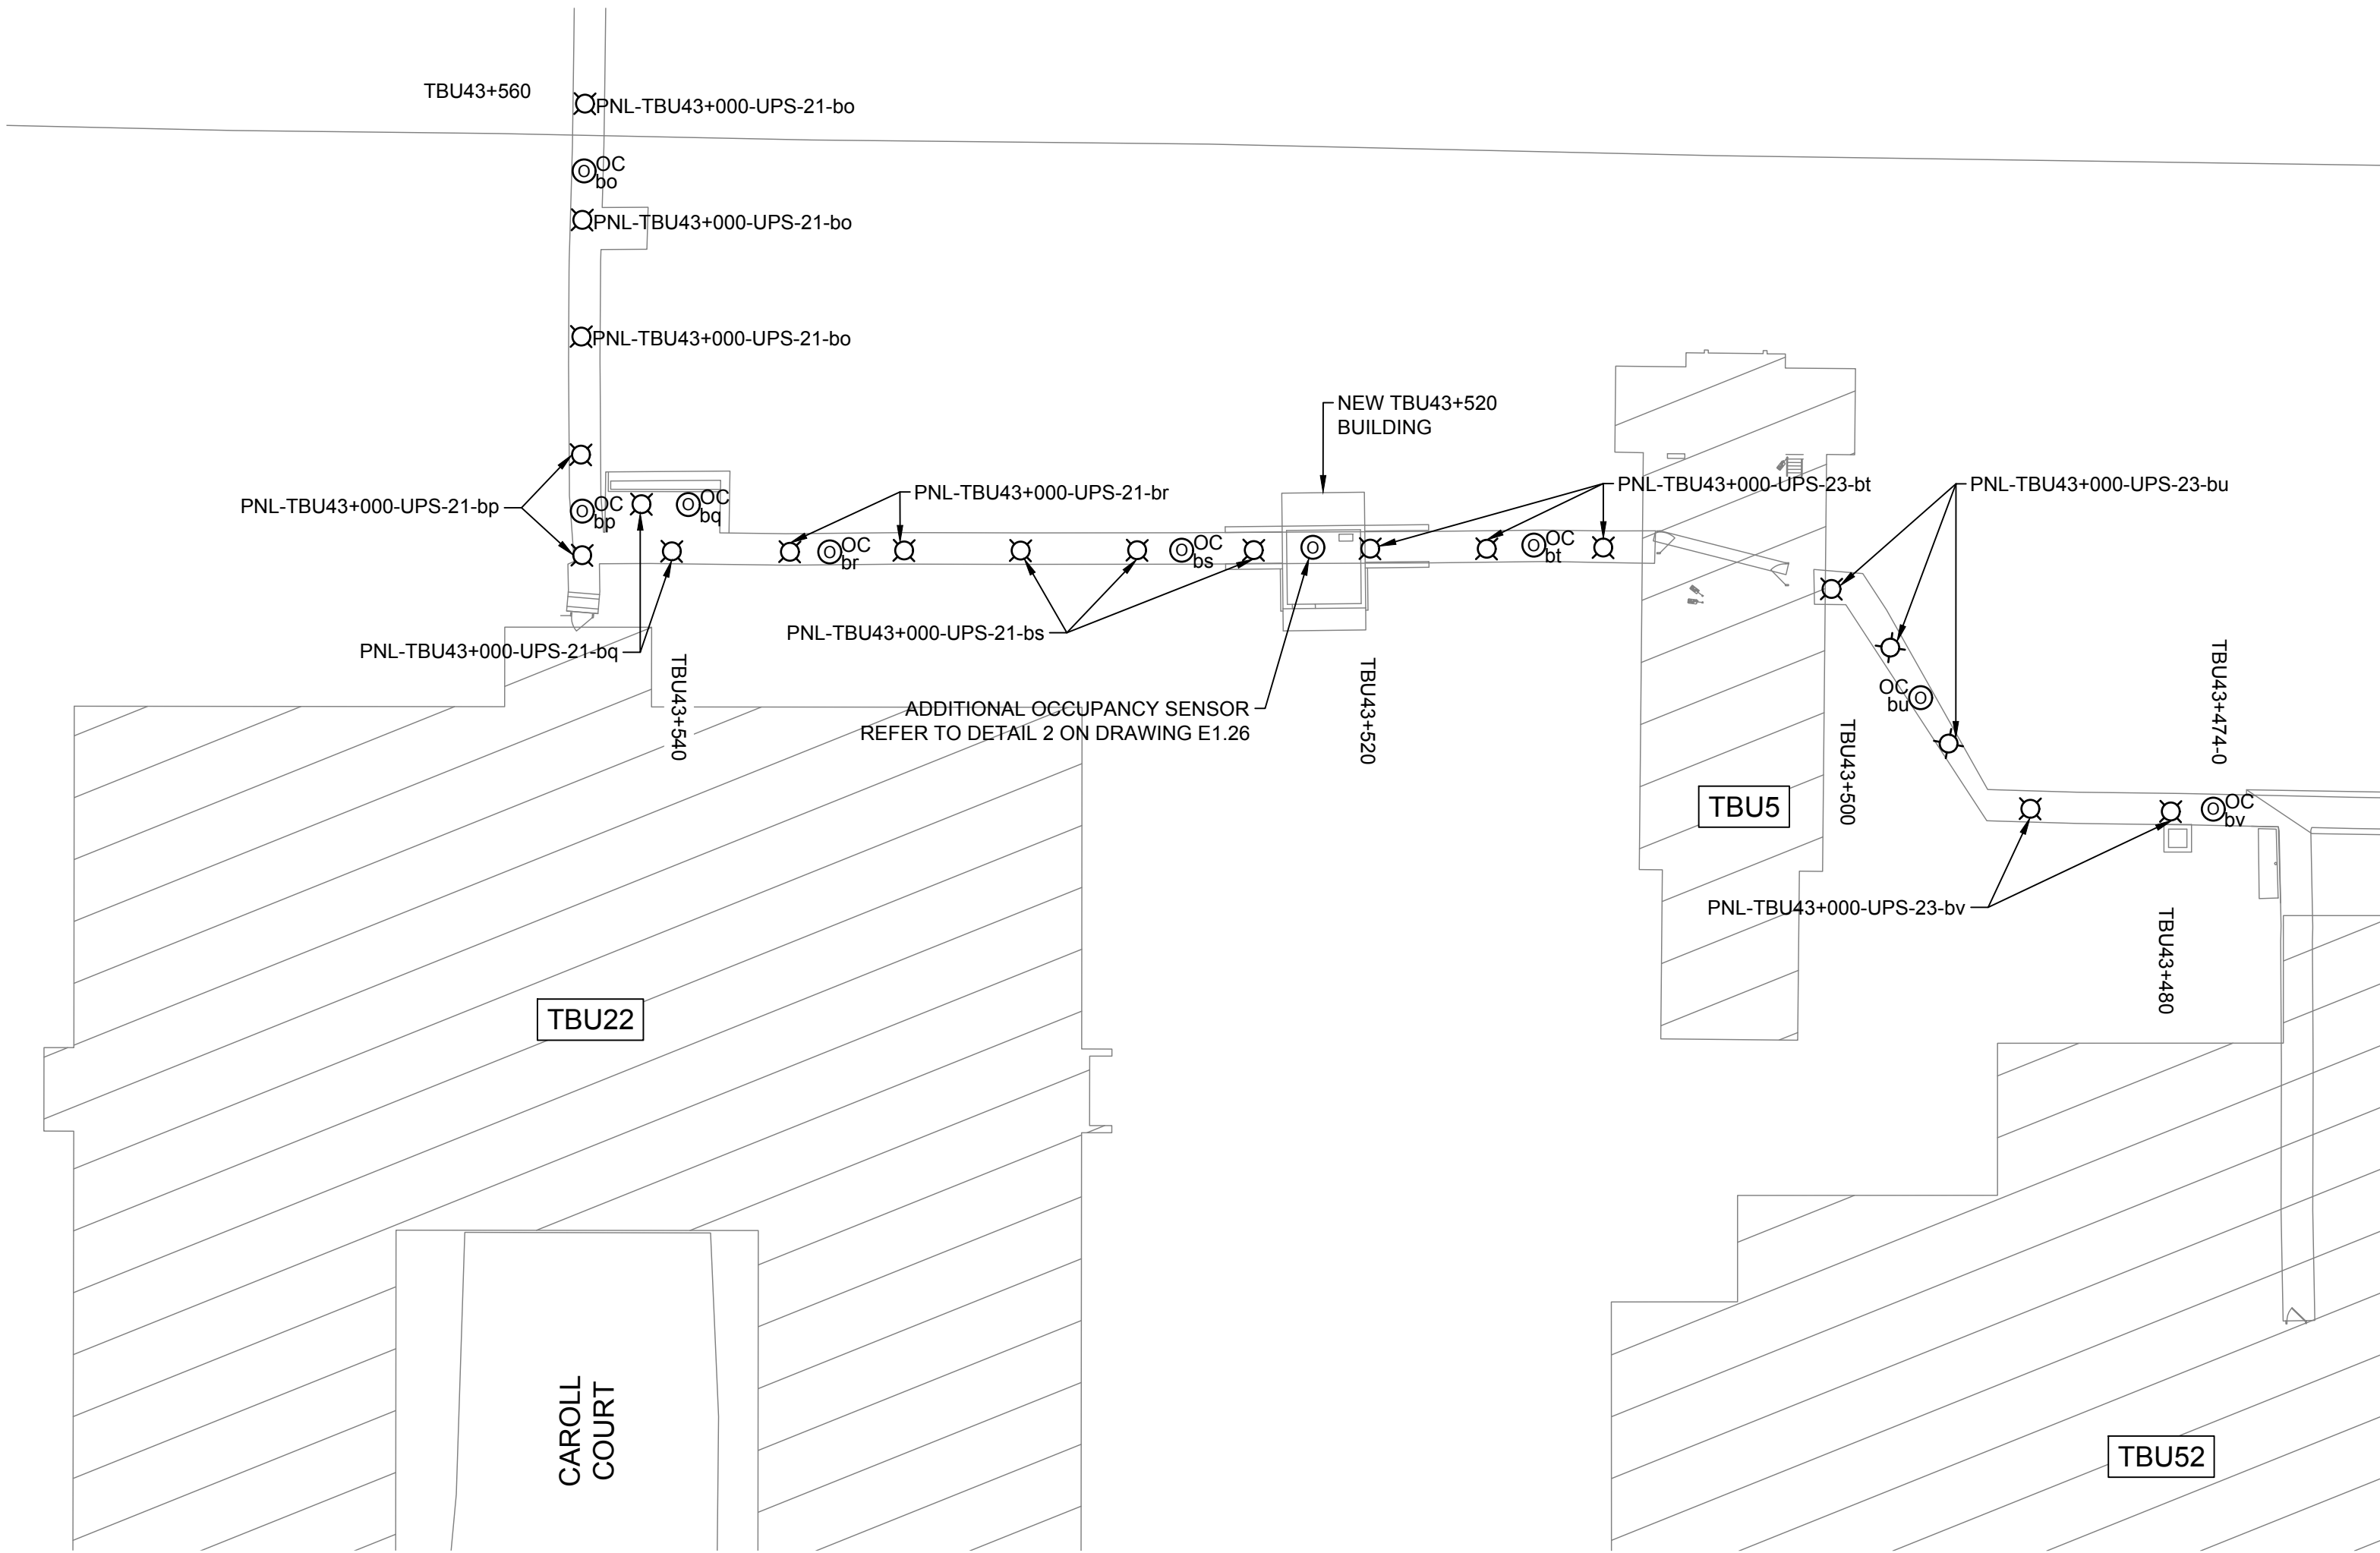 TBU43+560
PNL-TBU43+000-UPS-21-bo
OC
bo
PNL-TBU43+000-UPS-21-bo
PNL-TBU43+000-UPS-21-bo
NEW TBU43+520
BUILDING
PNL-TBU43+000-UPS-21-bp
OC
bp
OC
bq
PNL-TBU43+000-UPS-21-br
PNL-TBU43+000-UPS-23-bt
PNL-TBU43+000-UPS-23-bu
OC
br
OC
bs
OC
bt
PNL-TBU43+000-UPS-21-bq
PNL-TBU43+000-UPS-21-bs
TBU43+540
ADDITIONAL OCCUPANCY SENSOR
REFER TO DETAIL 2 ON DRAWING E1.26
TBU43+520
TBU43+500
OC
bu
TBU43+474-0
TBU5
OC
bv
PNL-TBU43+000-UPS-23-bv
TBU43+480
TBU22
CAROLL
COURT
TBU52